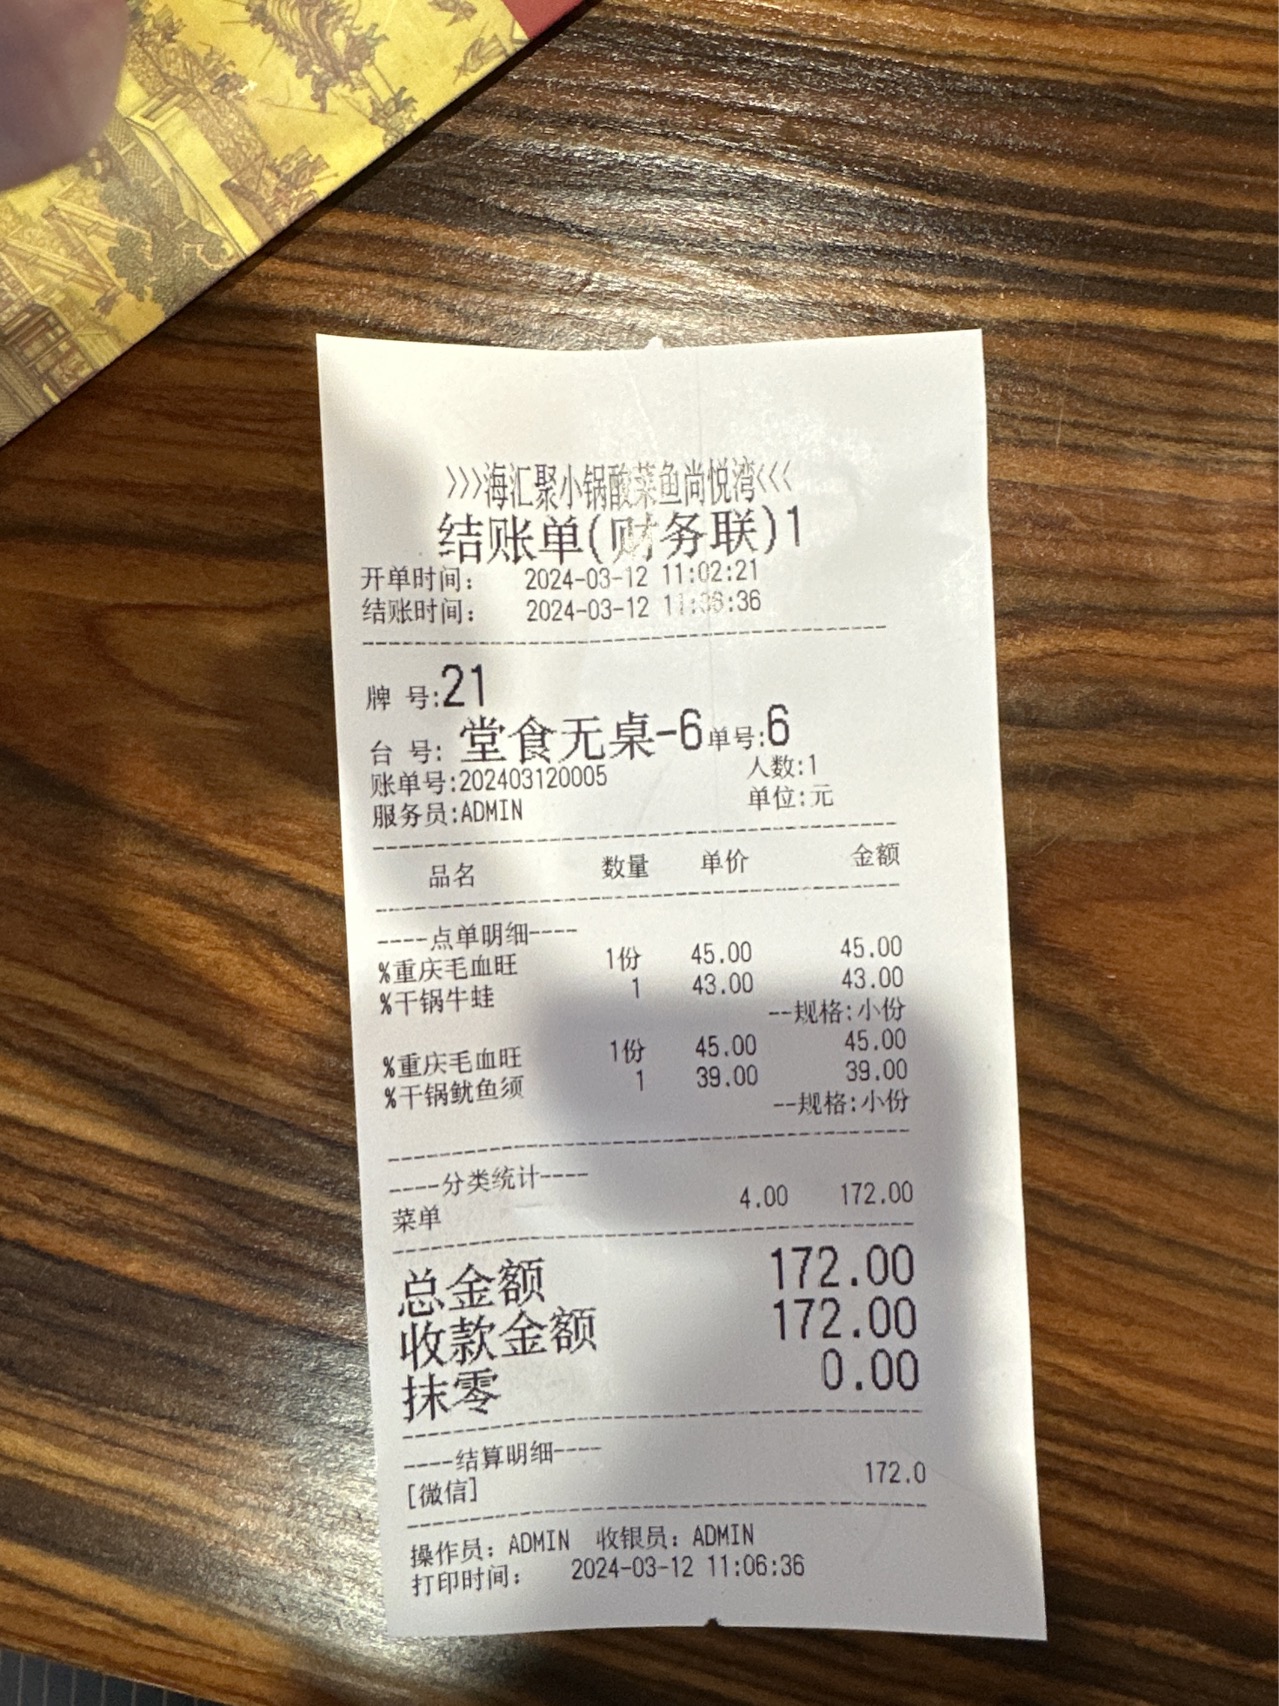 >>>海汇聚小锅酸菜鱼尚悦湾<<<
结账单(财务联)1
开单时间： 2024-03-12 11:02:21
结账时间： 2024-03-12 :36
牌 号:21
台 号: 堂食无桌-6 单号:6
账单号:202403120005 人数:1
服务员:ADMIN 单位:元
品名 数量 单价 金额
----点单明细----
%重庆毛血旺 1份 45.00 45.00
%干锅牛蛙 1 43.00 43.00
--规格:小份
%重庆毛血旺 1份 45.00 45.00
%干锅鱿鱼须 1 39.00 39.00
--规格:小份
----分类统计----
菜单 4.00 172.00
总金额 172.00
收款金额 172.00
抹零 0.00
----结算明细----
[微信] 172.0
操作员: ADMIN 收银员: ADMIN
打印时间： 2024-03-12 11:06:36